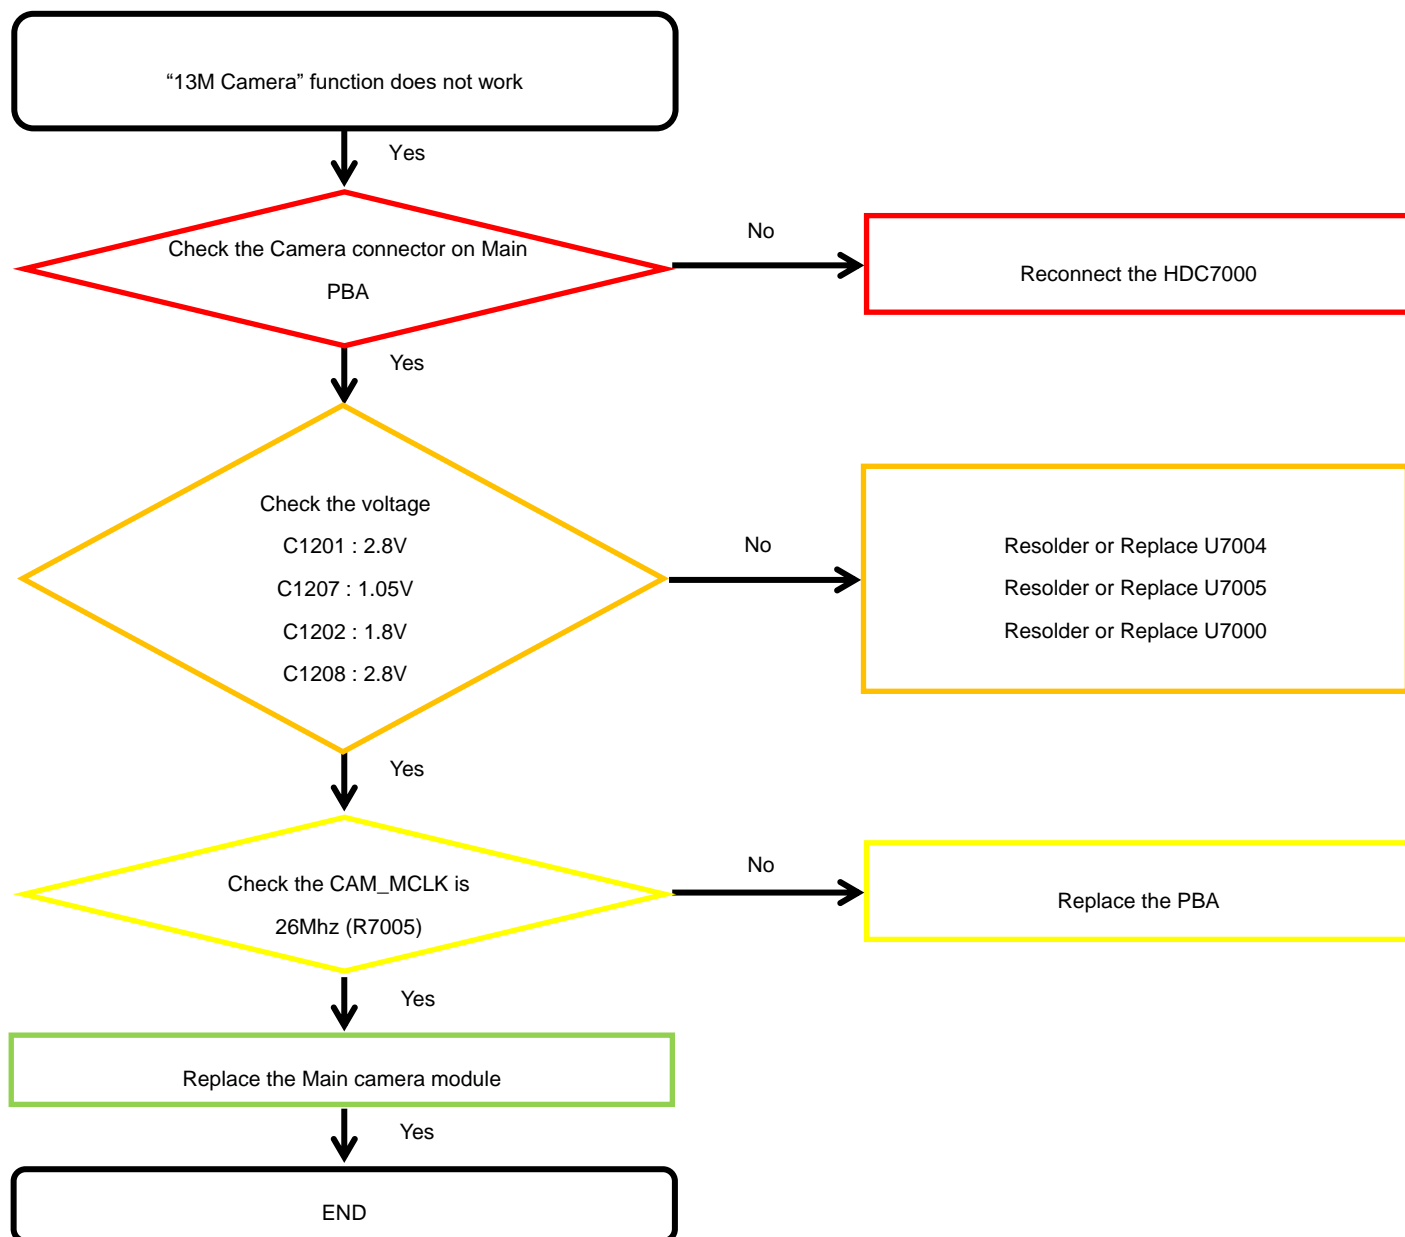 “13M Camera” function does not work
Yes
Check the Camera connector on Main
PBA
No
Reconnect the HDC7000
Yes
Check the voltage
C1201 : 2.8V
C1207 : 1.05V
C1202 : 1.8V
C1208 : 2.8V
No
Resolder or Replace U7004
Resolder or Replace U7005
Resolder or Replace U7000
Yes
Check the CAM_MCLK is
26Mhz (R7005)
No
Replace the PBA
Yes
Replace the Main camera module
Yes
END